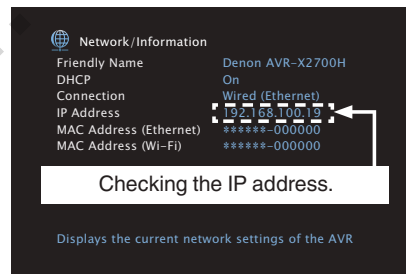 Network/Information
Friendly Name Denon AVR-X2700H
DHCP On
Connection Wired (Ethernet)
IP Address 192.168.100.19
MAC Address (Ethernet) ******-000000
MAC Address (Wi-Fi) ******-000000
Checking the IP address.
Displays the current network settings of the AVR